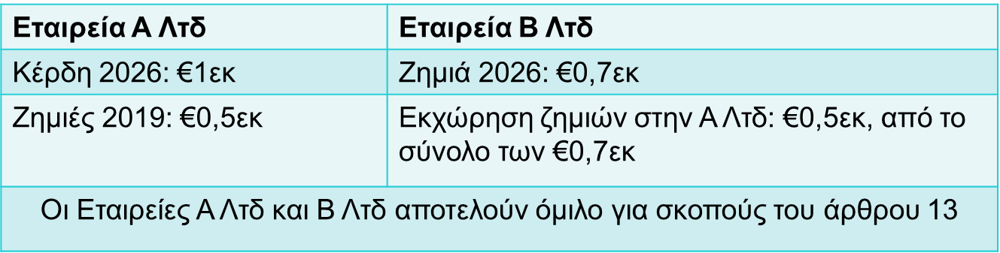 Εταιρεία Α Λτδ
Εταιρεία Β Λτδ
Κέρδη 2026: €1εκ
Ζημιά 2026: €0,7εκ
Ζημιές 2019: €0,5εκ
Εκχώρηση ζημιών στην Α Λτδ: €0,5εκ, από το
σύνολο των €0,7εκ
Οι Εταιρείες Α Λτδ και Β Λτδ αποτελούν όμιλο για σκοπούς του άρθρου 13